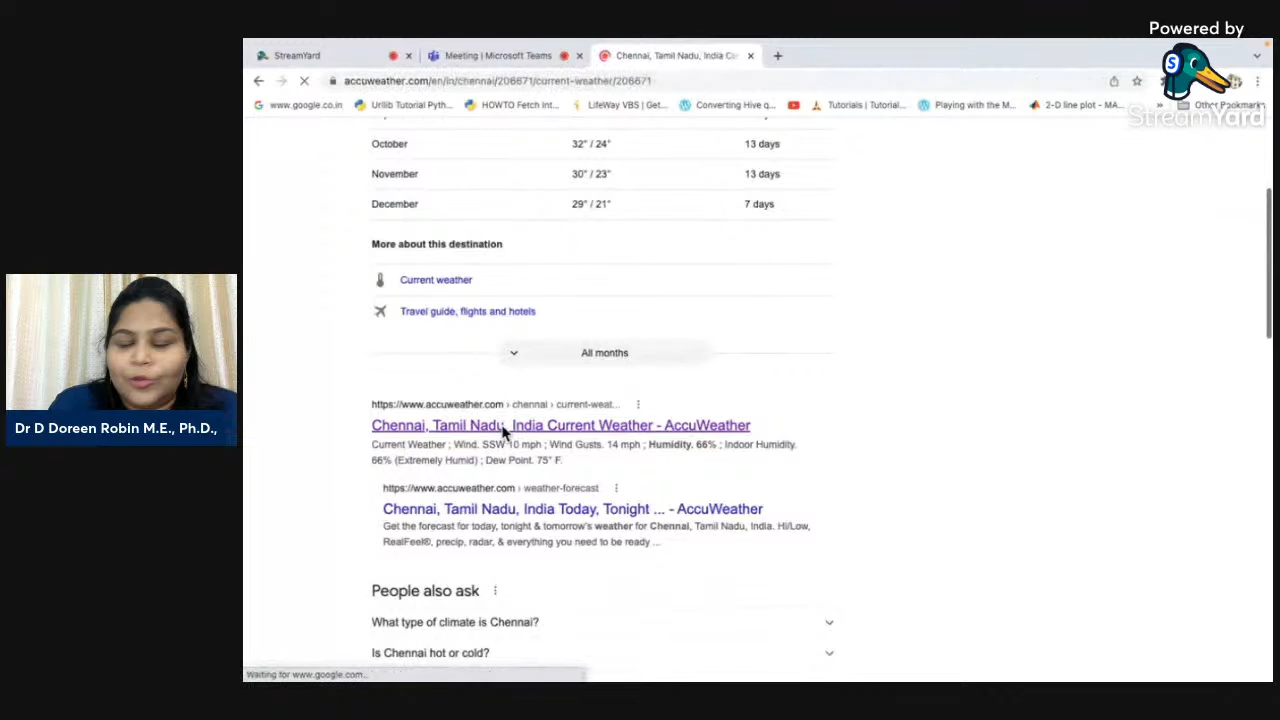 Powered by
StreamYard
StreamYard
Meeting | Microsoft Teams
Chennai, Tamil Nadu, India Cu
accuweather.com/en/in/chennai/206671/current-weather/206671
www.google.co.in
Urllib Tutorial Pyth...
HOWTO Fetch Int...
LifeWay VBS | Get...
Converting Hive q...
Tutorials | Tutorial...
Playing with the M...
2-D line plot - MA...
»
Other Bookmarks
October 32° / 24° 13 days
November 30° / 23° 13 days
December 29° / 21° 7 days
More about this destination
Current weather
Travel guide, flights and hotels
All months
https://www.accuweather.com › chennai › current-weat...
Chennai, Tamil Nadu, India Current Weather - AccuWeather
Current Weather ; Wind. SSW 10 mph ; Wind Gusts. 14 mph ; Humidity. 66% ; Indoor Humidity.
66% (Extremely Humid) ; Dew Point. 75° F.
https://www.accuweather.com › weather-forecast
Chennai, Tamil Nadu, India Today, Tonight ... - AccuWeather
Get the forecast for today, tonight & tomorrow's weather for Chennai, Tamil Nadu, India. Hi/Low,
RealFeel®, precip, radar, & everything you need to be ready ...
People also ask
What type of climate is Chennai?
Is Chennai hot or cold?
Waiting for www.google.com...
Dr D Doreen Robin M.E., Ph.D.,